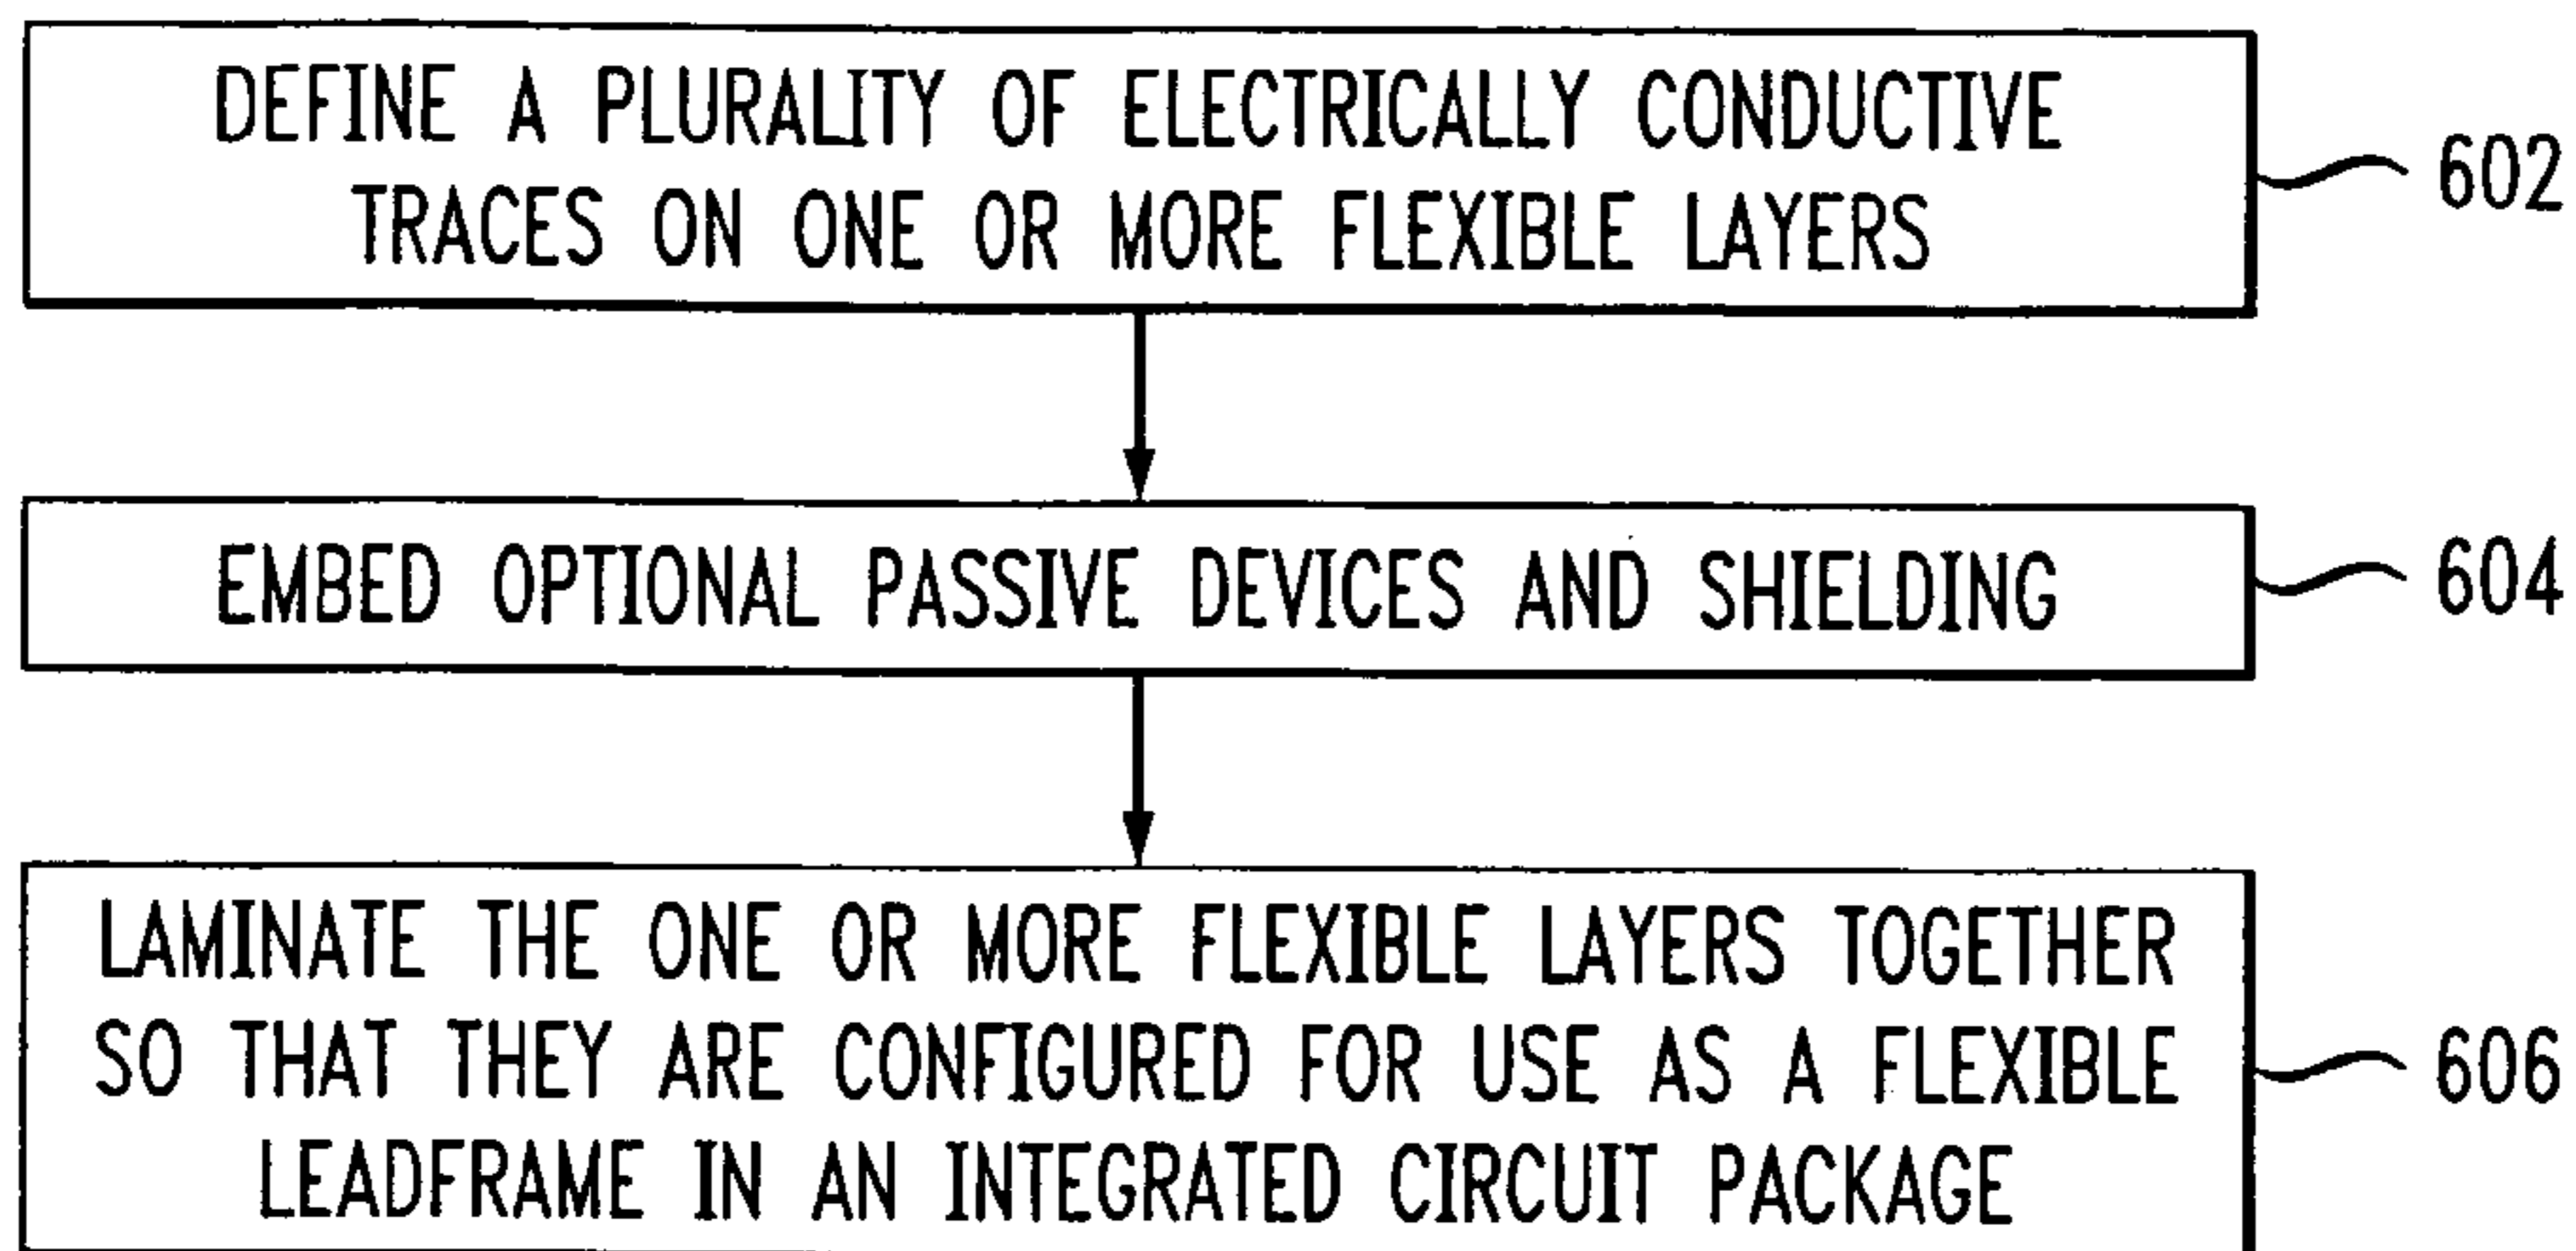 DEFINE A PLURALITY OF ELECTRICALLY CONDUCTIVE
TRACES ON ONE OR MORE FLEXIBLE LAYERS
602
EMBED OPTIONAL PASSIVE DEVICES AND SHIELDING
604
LAMINATE THE ONE OR MORE FLEXIBLE LAYERS TOGETHER
SO THAT THEY ARE CONFIGURED FOR USE AS A FLEXIBLE
LEADFRAME IN AN INTEGRATED CIRCUIT PACKAGE
606